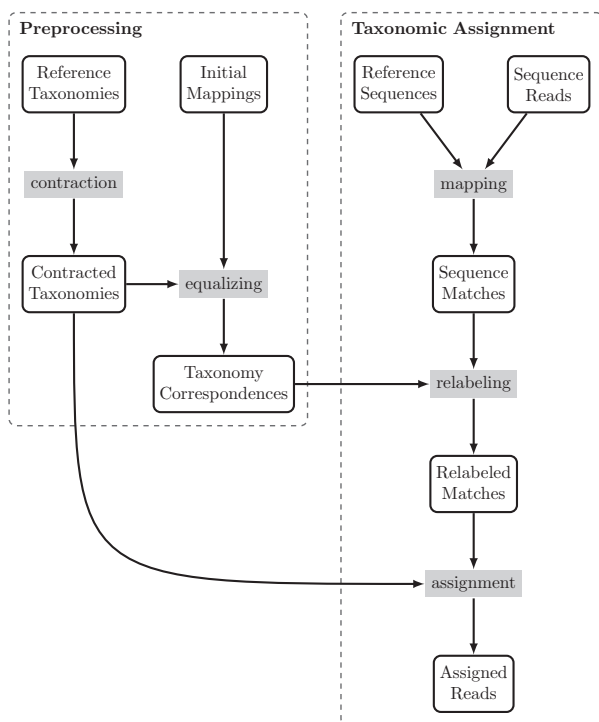 Preprocessing
Reference
Taxonomies
Initial
Mappings
contraction
Contracted
Taxonomies
equalizing
Taxonomy
Correspondences
Taxonomic Assignment
Reference
Sequences
Sequence
Reads
mapping
Sequence
Matches
relabeling
Relabeled
Matches
assignment
Assigned
Reads